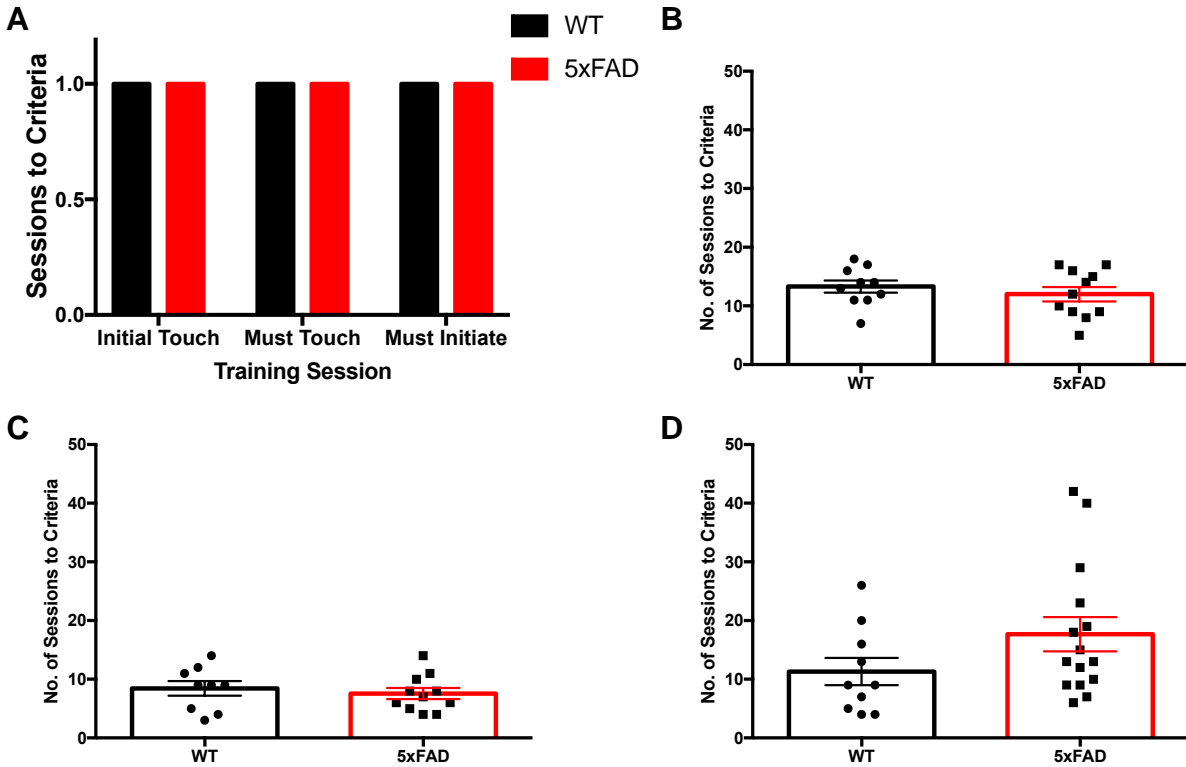 A
WT
5xFAD
Sessions to Criteria
1.0
0.5
0.0
Initial Touch Must Touch Must Initiate
Training Session
B
No. of Sessions to Criteria
50
40
30
20
10
0
WT 5xFAD
C
No. of Sessions to Criteria
50
40
30
20
10
0
WT 5xFAD
D
No. of Sessions to Criteria
50
40
30
20
10
0
WT 5xFAD